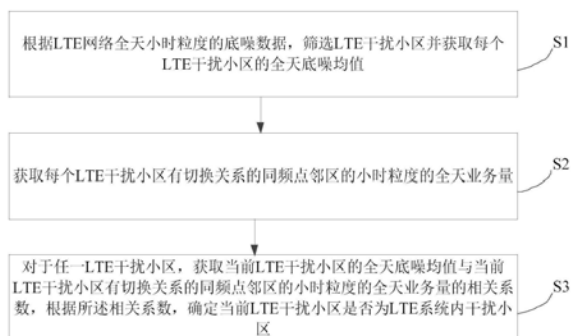 根据LTE网络全天小时粒度的底噪数据，筛选LTE干扰小区并获取每个
LTE干扰小区的全天底噪均值
S1
获取每个LTE干扰小区有切换关系的同频点邻区的小时粒度的全天业务量
S2
对于任一LTE干扰小区，获取当前LTE干扰小区的全天底噪均值与当前
LTE干扰小区有切换关系的同频点邻区的小时粒度的全天业务量的相关系
数，根据所述相关系数，确定当前LTE干扰小区是否为LTE系统内干扰小
区
S3